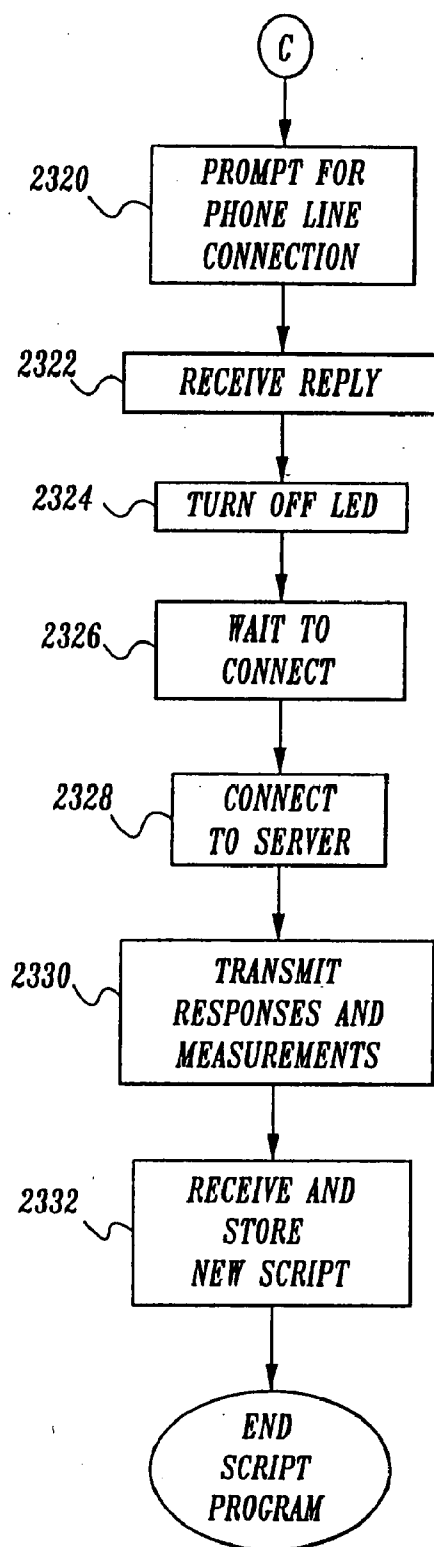 C
2320
PROMPT FOR
PHONE LINE
CONNECTION
2322
RECEIVE REPLY
2324
TURN OFF LED
2326
WAIT TO
CONNECT
2328
CONNECT
TO SERVER
2330
TRANSMIT
RESPONSES AND
MEASUREMENTS
2332
RECEIVE AND
STORE
NEW SCRIPT
END
SCRIPT
PROGRAM